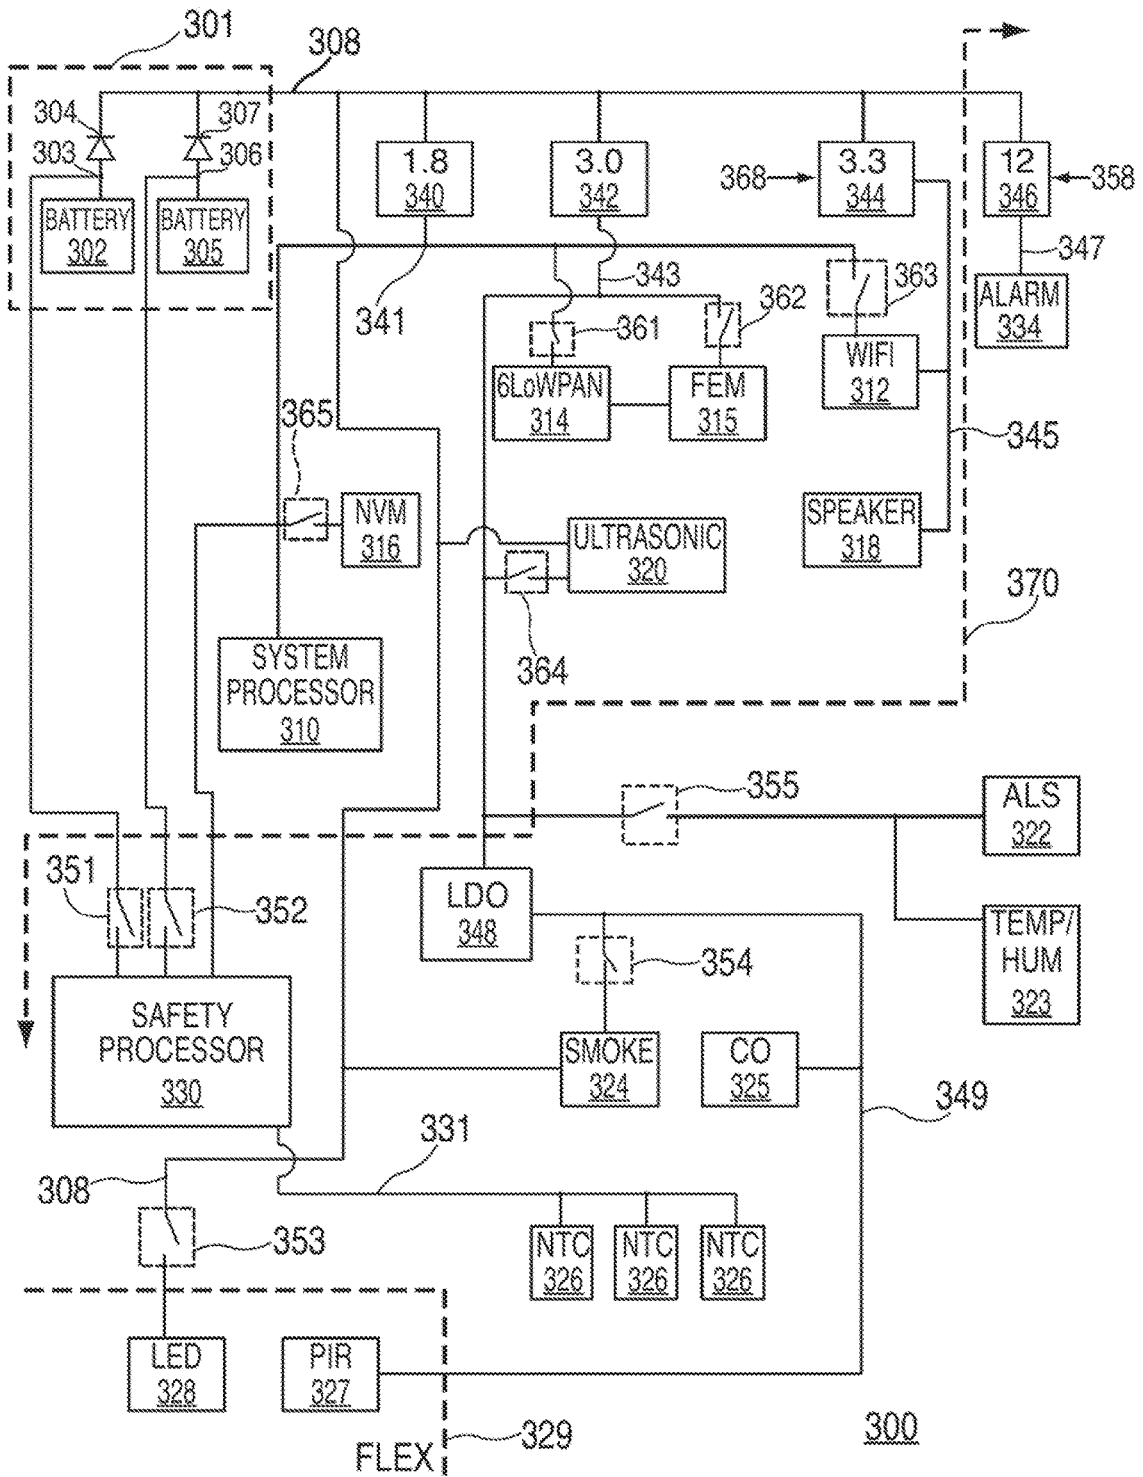 301
308
304
307
303
306
BATTERY
302
BATTERY
305
1.8
340
3.0
342
368
3.3
344
12
346
358
347
341
343
363
361
362
ALARM
334
6LoWPAN
314
FEM
315
WIFI
312
345
365
NVM
316
ULTRASONIC
320
SPEAKER
318
364
370
SYSTEM
PROCESSOR
310
355
ALS
322
351
352
LDO
348
354
TEMP/
HUM
323
SAFETY
PROCESSOR
330
SMOKE
324
CO
325
349
331
308
353
NTC
326
NTC
326
NTC
326
LED
328
PIR
327
329
FLEX
300